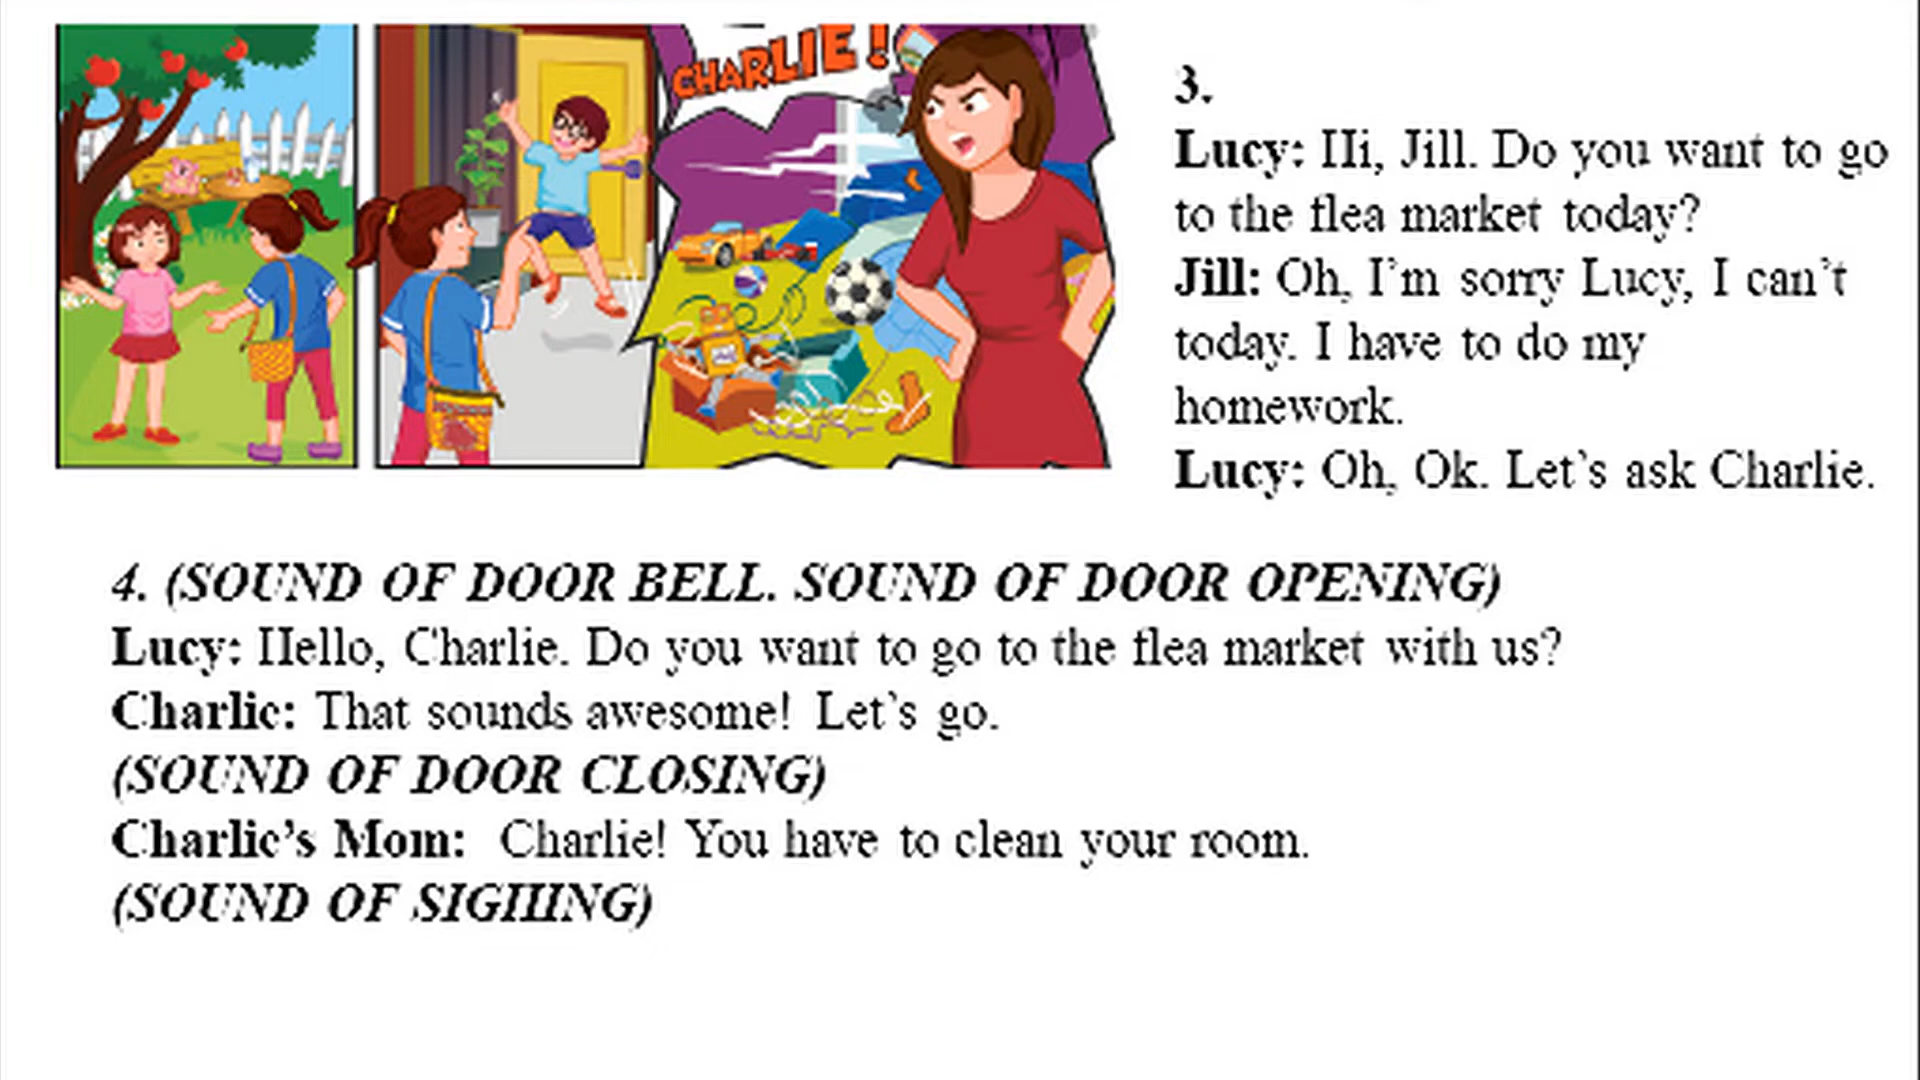 CHARLIE!
3.
Lucy: Hi, Jill. Do you want to go
to the flea market today?
Jill: Oh, I'm sorry Lucy, I can't
today. I have to do my
homework.
Lucy: Oh, Ok. Let's ask Charlie.
4. (SOUND OF DOOR BELL. SOUND OF DOOR OPENING)
Lucy: Hello, Charlie. Do you want to go to the flea market with us?
Charlie: That sounds awesome! Let's go.
(SOUND OF DOOR CLOSING)
Charlie's Mom: Charlie! You have to clean your room.
(SOUND OF SIGHING)